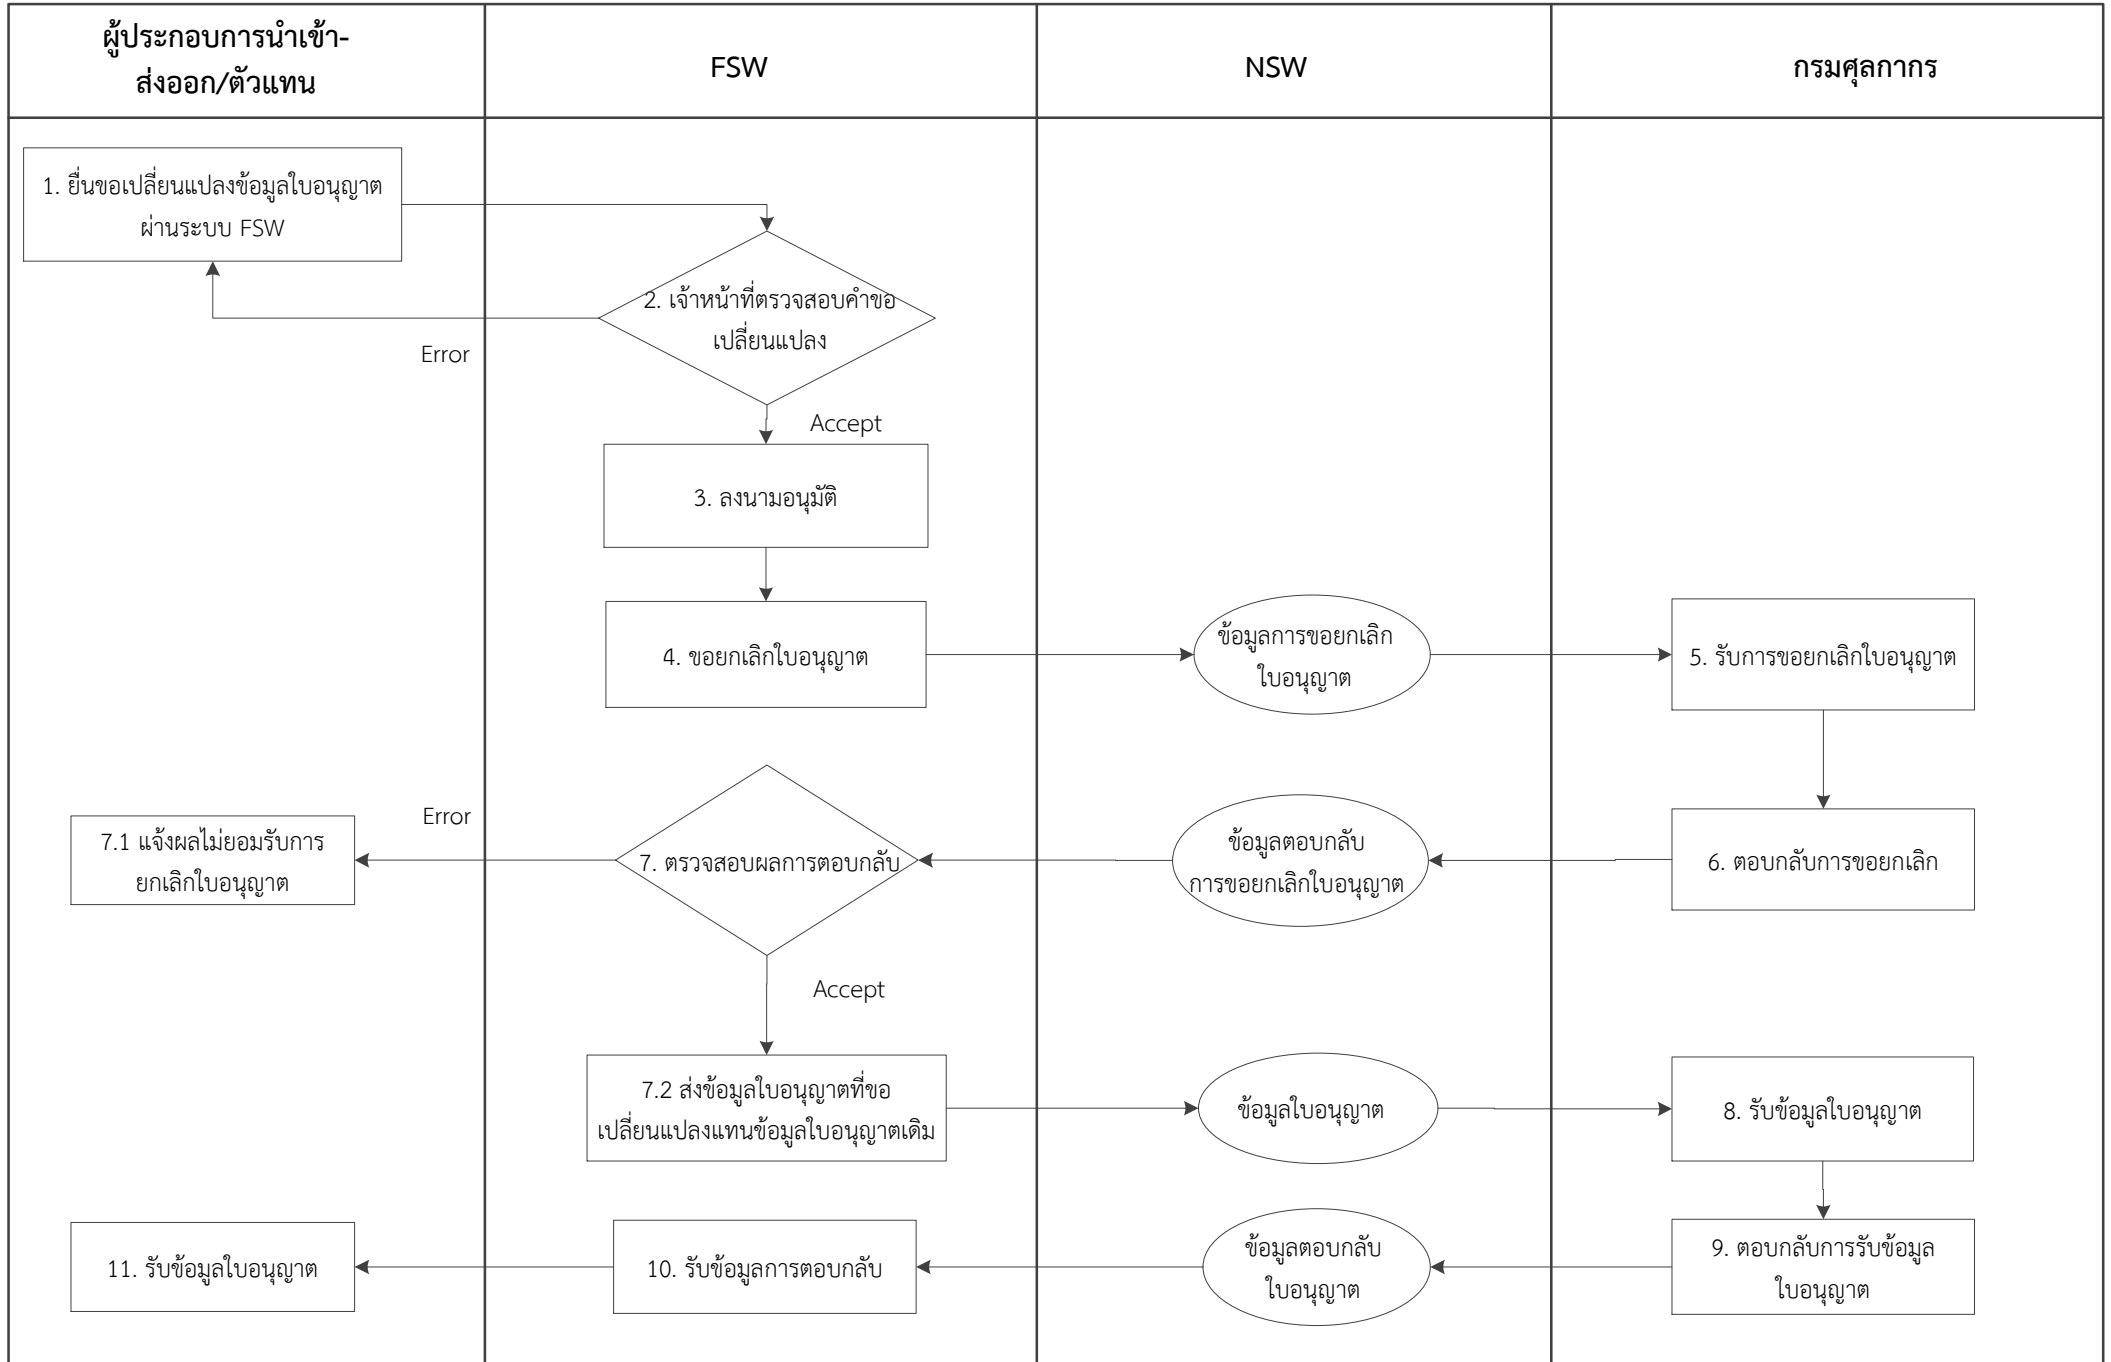 ผู้ประกอบการนำเข้า-
ส่งออก/ตัวแทน
FSW
NSW
กรมศุลกากร
1. ยื่นขอเปลี่ยนแปลงข้อมูลใบอนุญาต
ผ่านระบบ FSW
2. เจ้าหน้าที่ตรวจสอบคำขอ
เปลี่ยนแปลง
Error
Accept
3. ลงนามอนุมัติ
4. ขอยกเลิกใบอนุญาต
ข้อมูลการขอยกเลิก
ใบอนุญาต
5. รับการขอยกเลิกใบอนุญาต
7.1 แจ้งผลไม่ยอมรับการ
ยกเลิกใบอนุญาต
Error
7. ตรวจสอบผลการตอบกลับ
ข้อมูลตอบกลับ
การขอยกเลิกใบอนุญาต
6. ตอบกลับการขอยกเลิก
Accept
7.2 ส่งข้อมูลใบอนุญาตที่ขอ
เปลี่ยนแปลงแทนข้อมูลใบอนุญาตเดิม
ข้อมูลใบอนุญาต
8. รับข้อมูลใบอนุญาต
11. รับข้อมูลใบอนุญาต
10. รับข้อมูลการตอบกลับ
ข้อมูลตอบกลับ
ใบอนุญาต
9. ตอบกลับการรับข้อมูล
ใบอนุญาต